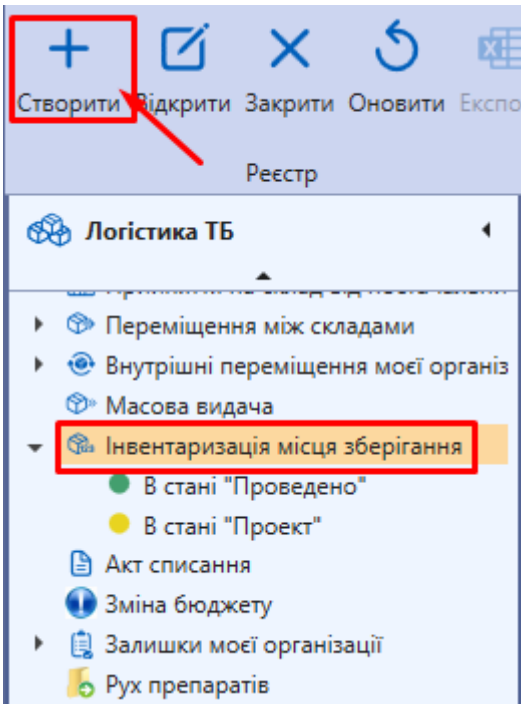 Створити Відкрити Закрити Оновити Експо
Реєстр
Логістика ТБ
Переміщення між складами
Внутрішні переміщення моєї організ
Масова видача
Інвентаризація місця зберігання
В стані "Проведено"
В стані "Проект"
Акт списання
Зміна бюджету
Залишки моєї організації
Рух препаратів